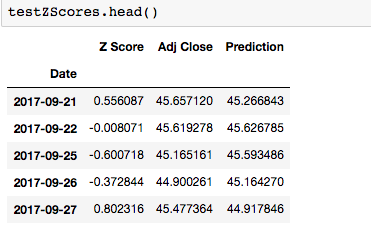 testZScores.head()
Z Score Adj Close Prediction
Date
2017-09-21 0.556087 45.657120 45.266843
2017-09-22 -0.008071 45.619278 45.626785
2017-09-25 -0.600718 45.165161 45.593486
2017-09-26 -0.372844 44.900261 45.164270
2017-09-27 0.802316 45.477364 44.917846